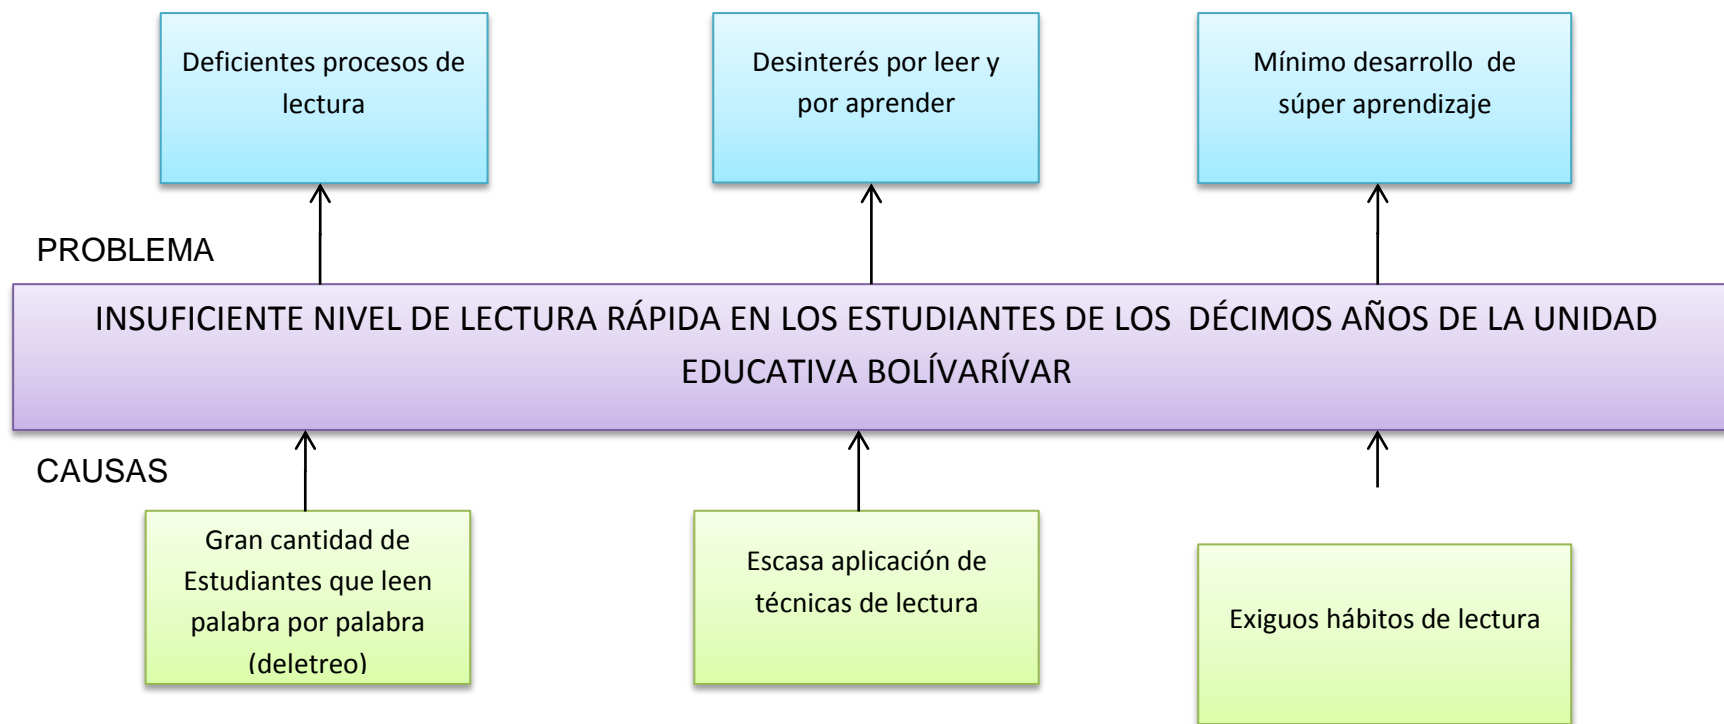 Deficientes procesos de
lectura
Desinterés por leer y
por aprender
Mínimo desarrollo de
súper aprendizaje
PROBLEMA
INSUFICIENTE NIVEL DE LECTURA RÁPIDA EN LOS ESTUDIANTES DE LOS DÉCIMOS AÑOS DE LA UNIDAD
EDUCATIVA BOLÍVARÍVAR
CAUSAS
Gran cantidad de
Estudiantes que leen
palabra por palabra
(deletreo)
Escasa aplicación de
técnicas de lectura
Exiguos hábitos de lectura